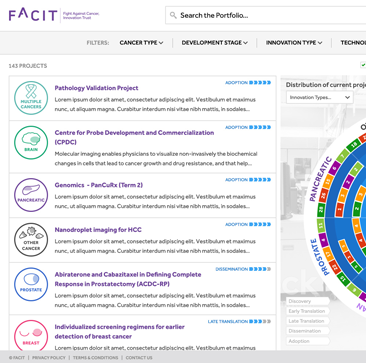 FACIT
Fight Against Cancer
Innovation Trust
Search the Portfolio...
FILTERS:
CANCER TYPE
DEVELOPMENT STAGE
INNOVATION TYPE
TECHNOL
143 PROJECTS
ADOPTION
MULTIPLE CANCERS
Pathology Validation Project
Lorem ipsum dolor sit amet, consectetur adipiscing elit. Vestibulum et maximus
nunc, ut aliquam magna. Curabitur interdum nisi vitae nibh mattis, in sodales...
ADOPTION
BRAIN
Centre for Probe Development and Commercialization
(CPDC)
Molecular Imaging enables physicians to visualize non-invasively the biochemical
changes in cells that lead to cancer growth and drug resistance, and that help...
ADOPTION
PANCREATIC
Genomics - PanCuRx (Term 2)
Lorem ipsum dolor sit amet, consectetur adipiscing elit. Vestibulum et maximus
nunc, ut aliquam magna. Curabitur interdum nisi vitae nibh mattis, in sodales...
ADOPTION
OTHER CANCER
Nanodroplet imaging for HCC
Lorem ipsum dolor sit amet, consectetur adipiscing elit. Vestibulum et maximus
nunc, ut aliquam magna. Curabitur interdum nisi vitae nibh mattis, in sodales...
DISSEMINATION
PROSTATE
Abiraterone and Cabazitaxel in Defining Complete
Response in Prostatectomy (ACDC-RP)
Lorem ipsum dolor sit amet, consectetur adipiscing elit. Vestibulum et maximus
nunc, ut aliquam magna. Curabitur interdum nisi vitae nibh mattis, in sodales...
LATE TRANSLATION
BREAST
Individualized screening regimens for earlier
detection of breast cancer
Lorem ipsum dolor sit amet, consectetur adipiscing elit. Vestibulum et maximus
Distribution of current proje
Innovation Types...
PANCREATIC
PROSTATE
Discovery
Early Translation
Late Translation
Dissemination
Adoption
© FACIT | PRIVACY POLICY | TERMS & CONDITIONS | CONTACT US